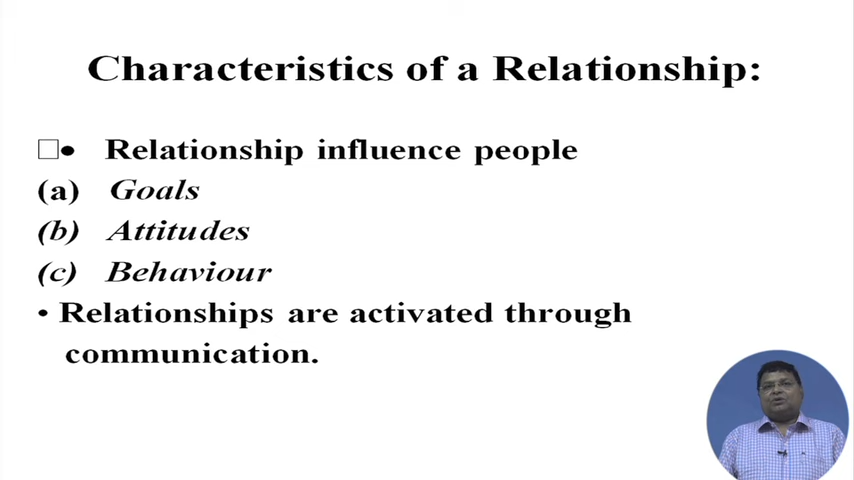 Characteristics of a Relationship:
□• Relationship influence people
(a) Goals
(b) Attitudes
(c) Behaviour
• Relationships are activated through
communication.